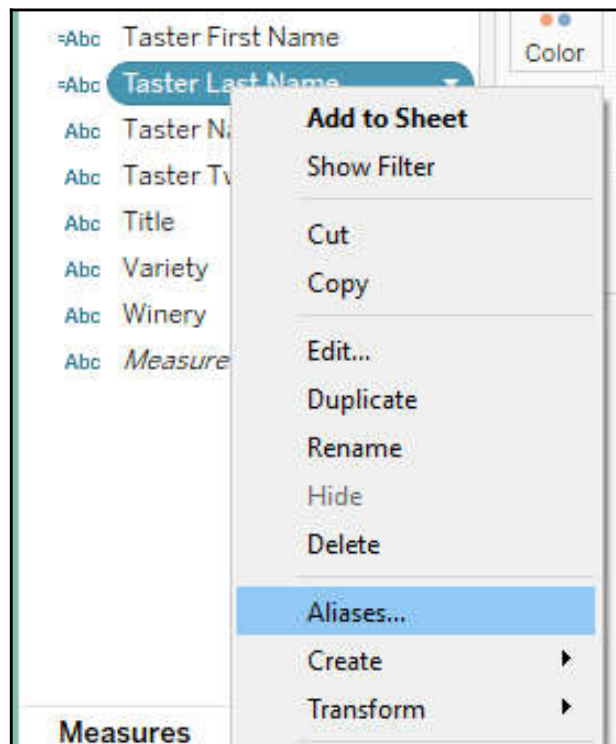 =Abc Taster First Name
Color
=Abc Taster Last Name
Abc Taster
Abc Taster
Abc Title
Abc Variety
Abc Winery
Abc Measure
Add to Sheet
Show Filter
Cut
Copy
Edit...
Duplicate
Rename
Hide
Delete
Aliases...
Create
Transform
Measures